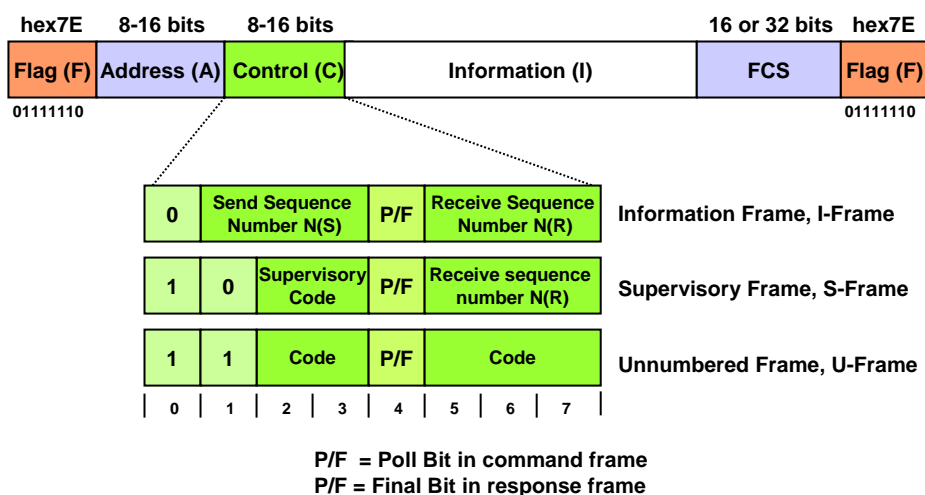 hex7E 8-16 bits 8-16 bits 16 or 32 bits hex7E
Flag (F) Address (A) Control (C) Information (I) FCS Flag (F)
01111110 01111110
0 Send Sequence Number N(S) P/F Receive Sequence Number N(R) Information Frame, I-Frame
1 0 Supervisory Code P/F Receive sequence number N(R) Supervisory Frame, S-Frame
1 1 Code P/F Code Unnumbered Frame, U-Frame
0 1 2 3 4 5 6 7
P/F = Poll Bit in command frame
P/F = Final Bit in response frame